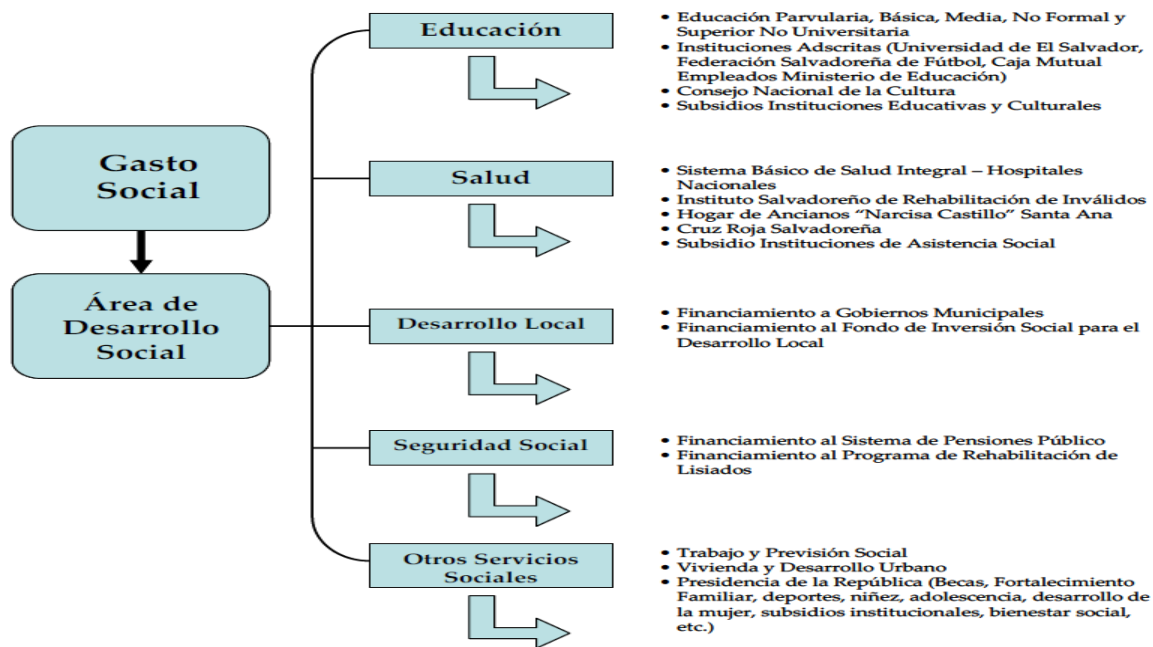 Gasto
Social
Área de
Desarrollo
Social
Educación
• Educación Parvularia, Básica, Media, No Formal y
Superior No Universitaria
• Instituciones Adscritas (Universidad de El Salvador,
Federación Salvadoreña de Fútbol, Caja Mutual
Empleados Ministerio de Educación)
• Consejo Nacional de la Cultura
• Subsidios Instituciones Educativas y Culturales
Salud
• Sistema Básico de Salud Integral – Hospitales
Nacionales
• Instituto Salvadoreño de Rehabilitación de Inválidos
• Hogar de Ancianos “Narcisa Castillo” Santa Ana
• Cruz Roja Salvadoreña
• Subsidio Instituciones de Asistencia Social
Desarrollo Local
• Financiamiento a Gobiernos Municipales
• Financiamiento al Fondo de Inversión Social para el
Desarrollo Local
Seguridad Social
• Financiamiento al Sistema de Pensiones Público
• Financiamiento al Programa de Rehabilitación de
Lisiados
Otros Servicios
Sociales
• Trabajo y Previsión Social
• Vivienda y Desarrollo Urbano
• Presidencia de la República (Becas, Fortalecimiento
Familiar, deportes, niñez, adolescencia, desarrollo de
la mujer, subsidios institucionales, bienestar social,
etc.)